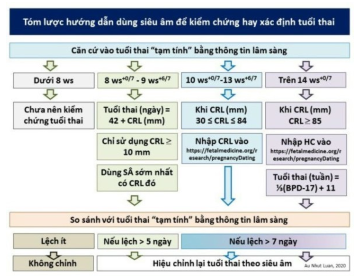 Tóm lược hướng dẫn dùng siêu âm để kiểm chứng hay xác định tuổi thai
Căn cứ vào tuổi thai “tạm tính” bằng thông tin lâm sàng
Dưới 8 ws
8 ws+0/7 - 9 ws+6/7
10 ws+0/7-13 ws+6/7
Trên 14 ws+0/7
Chưa nên kiểm
chứng tuổi thai
Tuổi thai (ngày) =
42 + CRL (mm)
Chỉ sử dụng CRL ≥
10 mm
Dùng SÂ sớm nhất
có CRL đó
Khi CRL (mm)
30 ≤ CRL ≤ 84
Nhập CRL vào
https://fetalmedicine.org/r
esearch/pregnancyDating
Khi CRL (mm)
CRL ≥ 85
Nhập HC vào
https://fetalmedicine.org/r
esearch/pregnancyDating
Tuổi thai (tuần) =
½(BPD-17) + 11
So sánh với tuổi thai “tạm tính” bằng thông tin lâm sàng
Lệch ít
Nếu lệch > 5 ngày
Nếu lệch > 7 ngày
Không chỉnh
Hiệu chỉnh lại tuổi thai theo siêu âm
Au Nhut Luan, 2020